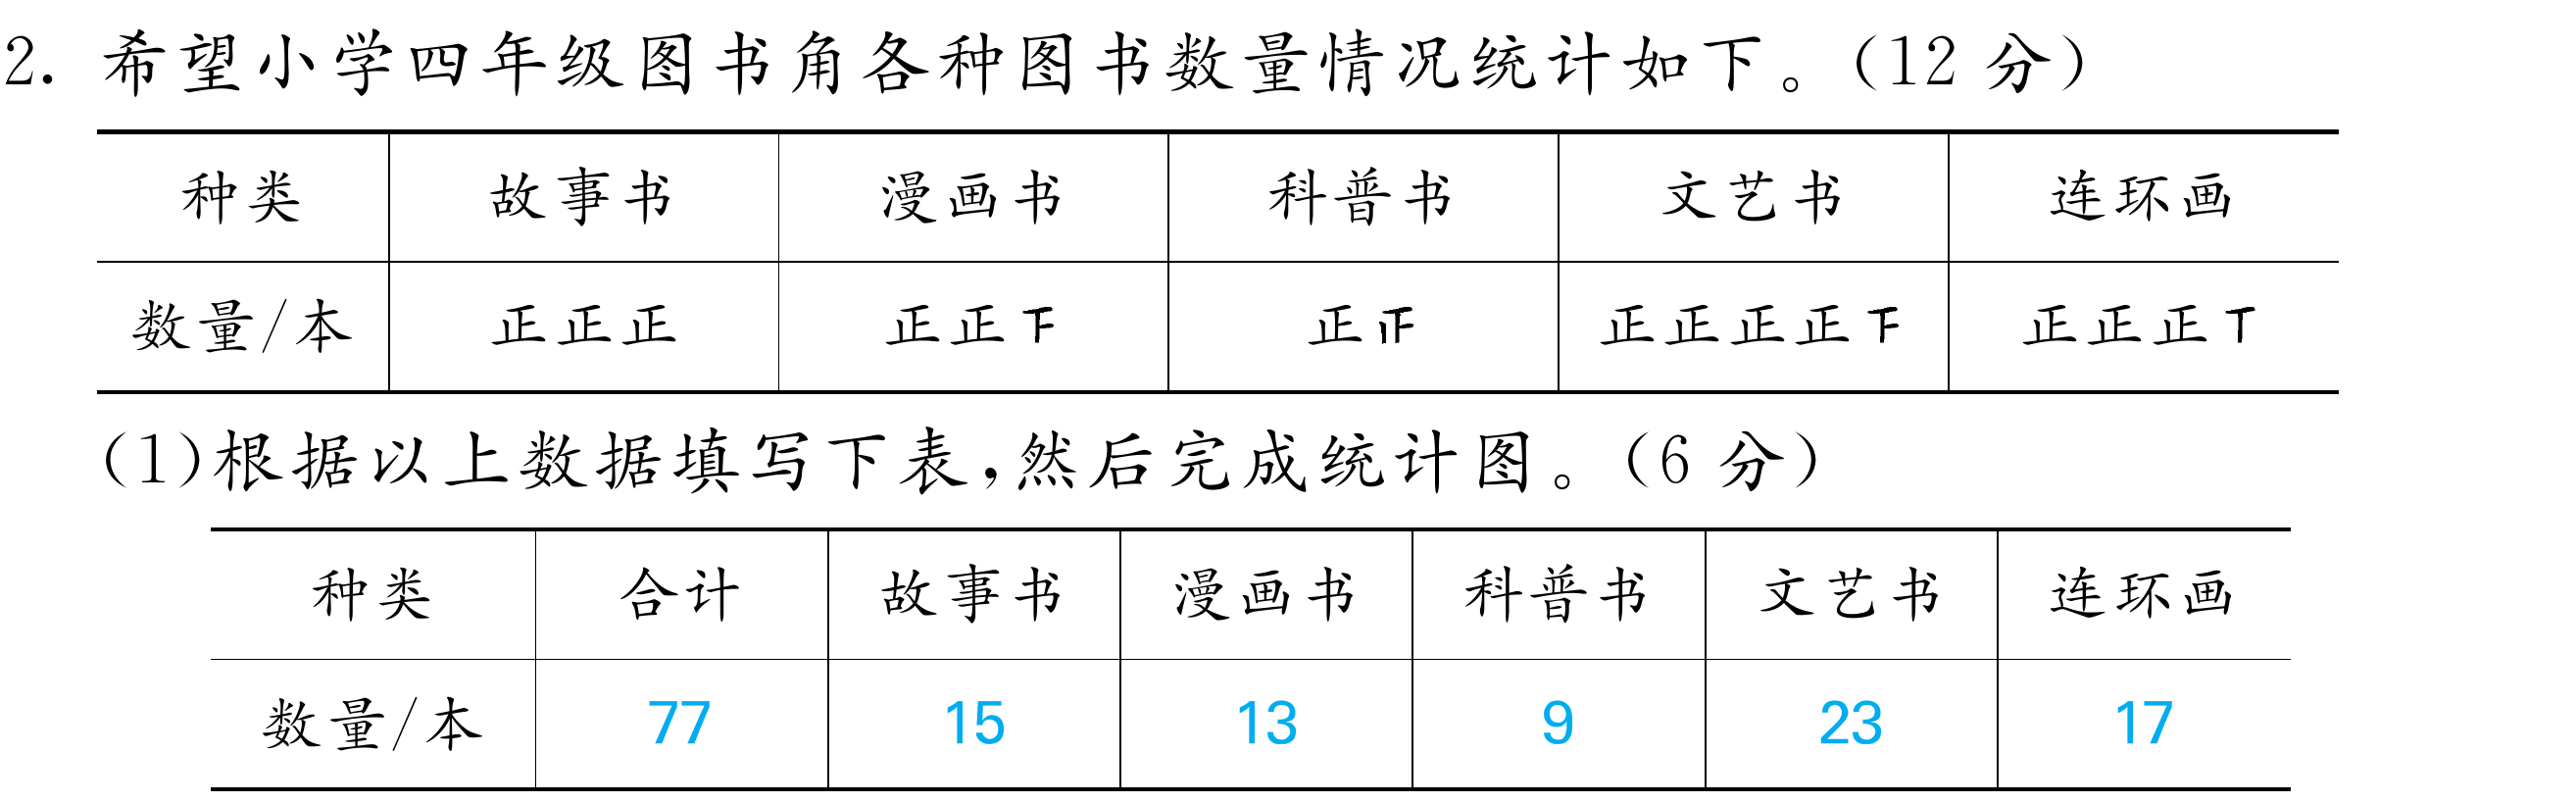 2. 希望小学四年级图书角各种图书数量情况统计如下。(12 分)
种类 故事书 漫画书 科普书 文艺书 连环画
数量/本 正正正 正正 正 正正正正 正正正
(1)根据以上数据填写下表,然后完成统计图。(6 分)
种类 合计 故事书 漫画书 科普书 文艺书 连环画
数量/本 77 15 13 9 23 17